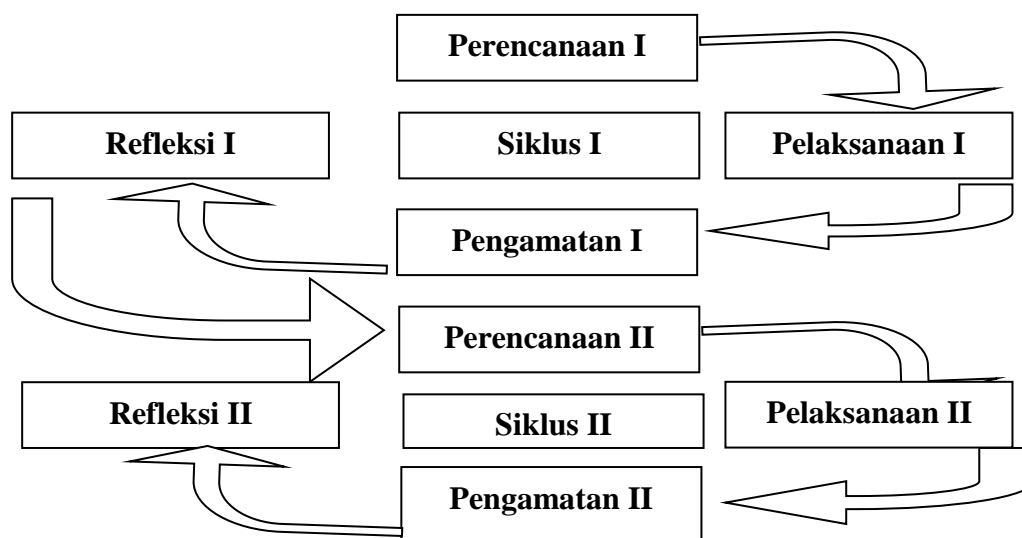 Perencanaan I
Refleksi I
Siklus I
Pelaksanaan I
Pengamatan I
Perencanaan II
Refleksi II
Siklus II
Pelaksanaan II
Pengamatan II